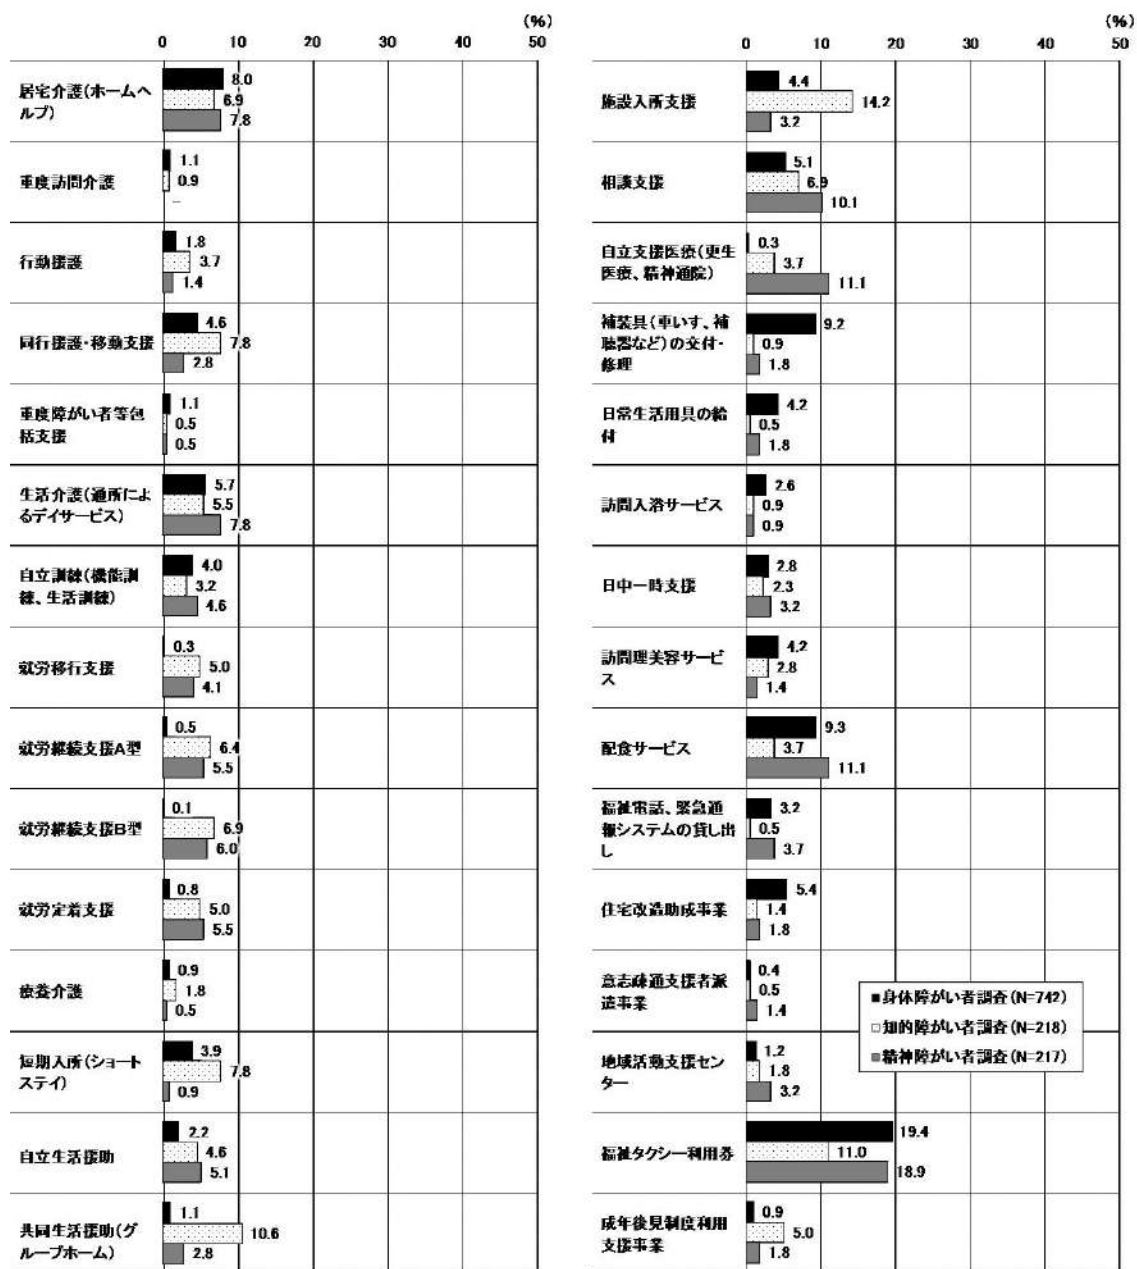 (%)
0 10 20 30 40 50
居宅介護(ホームヘ
ルプ)
8.0
6.9
7.8
重度訪問介護
1.1
0.9
-
行動援護
1.8
3.7
1.4
同行援護・移動支援
4.6
7.8
2.8
重度障がい者等包
括支援
1.1
0.5
0.5
生活介護(通所によ
るデイサービス)
5.7
5.5
7.8
自立訓練(機能訓
練、生活訓練)
4.0
3.2
4.6
就労移行支援
0.3
5.0
4.1
就労継続支援A型
0.5
6.4
5.5
就労継続支援B型
0.1
6.9
6.0
就労定着支援
0.8
5.0
5.5
療養介護
0.9
1.8
0.5
短期入所(ショート
ステイ)
3.9
7.8
0.9
自立生活援助
2.2
4.6
5.1
共同生活援助(グ
ループホーム)
1.1
10.6
2.8
(%)
0 10 20 30 40 50
施設入所支援
4.4
14.2
3.2
相談支援
5.1
6.9
10.1
自立支援医療(更生
医療、精神通院)
0.3
3.7
11.1
補装具(車いす、補
聴器など)の交付・
修理
9.2
0.9
1.8
日常生活用具の給
付
4.2
0.5
1.8
訪問入浴サービス
2.6
0.9
0.9
日中一時支援
2.8
2.3
3.2
訪問理美容サービ
ス
4.2
2.8
1.4
配食サービス
9.3
3.7
11.1
福祉電話、緊急通
報システムの貸し出
し
3.2
0.5
3.7
住宅改造助成事業
5.4
1.4
1.8
意志疎通支援者派
遣事業
0.4
0.5
1.4
地域活動支援セン
ター
1.2
1.8
3.2
福祉タクシー利用券
19.4
11.0
18.9
成年後見制度利用
支援事業
0.9
5.0
1.8
身体障がい者調査(N=742)
知的障がい者調査(N=218)
精神障がい者調査(N=217)